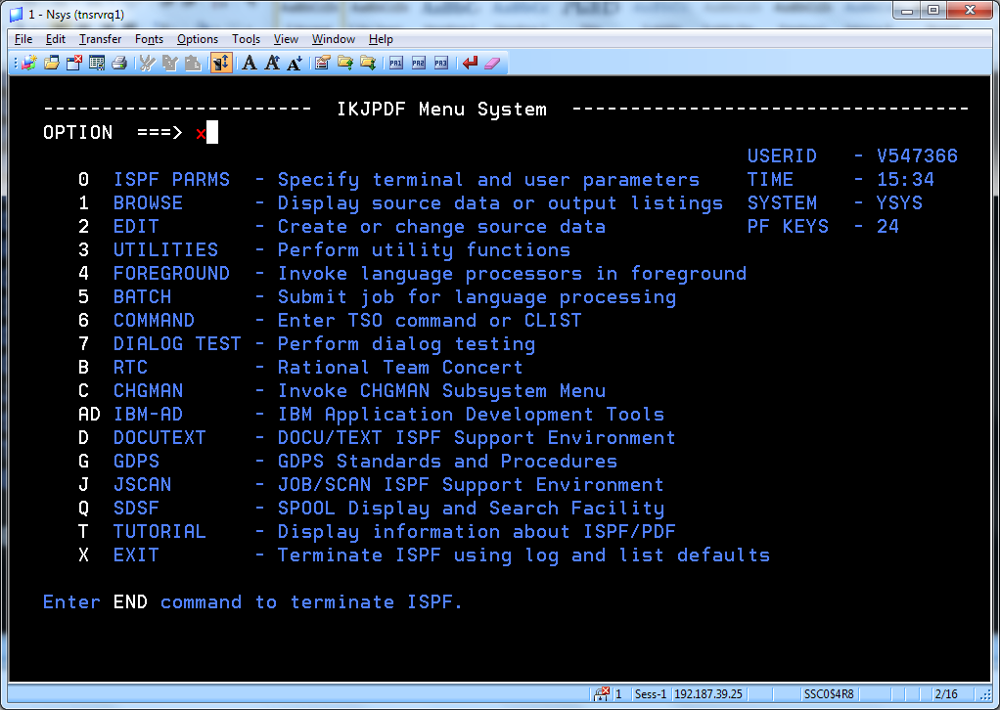 1 - Nsys (tnsrvrq1)
File Edit Transfer Fonts Options Tools View Window Help
A A A PA1 PA2 PA3
----------------------- IKJPDF Menu System ----------------------------------
OPTION ===> x
USERID - V547366
0 ISPF PARMS - Specify terminal and user parameters TIME - 15:34
1 BROWSE - Display source data or output listings SYSTEM - YSYS
2 EDIT - Create or change source data PF KEYS - 24
3 UTILITIES - Perform utility functions
4 FOREGROUND - Invoke language processors in foreground
5 BATCH - Submit job for language processing
6 COMMAND - Enter TSO command or CLIST
7 DIALOG TEST - Perform dialog testing
B RTC - Rational Team Concert
C CHGMAN - Invoke CHGMAN Subsystem Menu
AD IBM-AD - IBM Application Development Tools
D DOCUTEXT - DOCU/TEXT ISPF Support Environment
G GDPS - GDPS Standards and Procedures
J JSCAN - JOB/SCAN ISPF Support Environment
Q SDSF - SPOOL Display and Search Facility
T TUTORIAL - Display information about ISPF/PDF
X EXIT - Terminate ISPF using log and list defaults
Enter END command to terminate ISPF.
1 Sess-1 192.187.39.25 SSC0$4R8 2/16